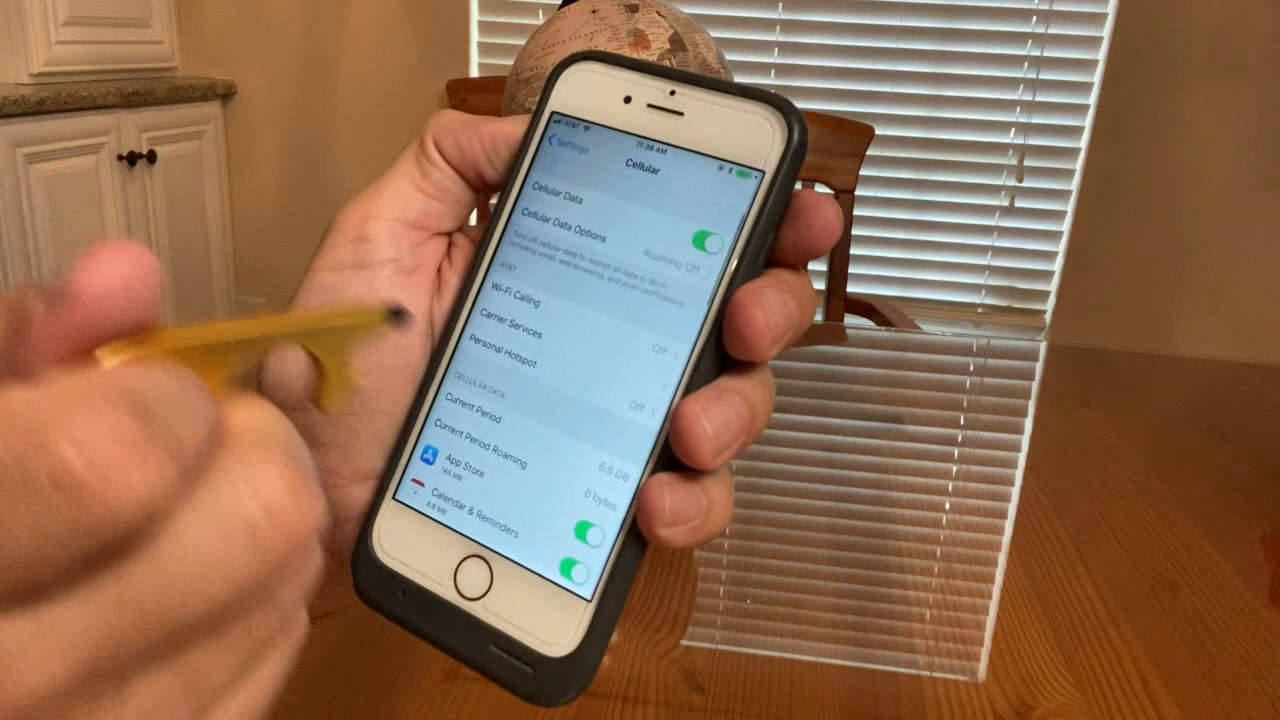 NORTH ATLANTIC
AT&T 11:38 AM
Settings Cellular
Cellular Data
Cellular Data Options Roaming Off
Turn off cellular data to restrict all data to Wi-Fi,
including email, web browsing, and push notifications.
AT&T
Wi-Fi Calling Off
Carrier Services
Personal Hotspot Off
CELLULAR DATA
Current Period 6.5 GB
Current Period Roaming 0 bytes
App Store
145 MB
Calendar & Reminders
4.8 MB